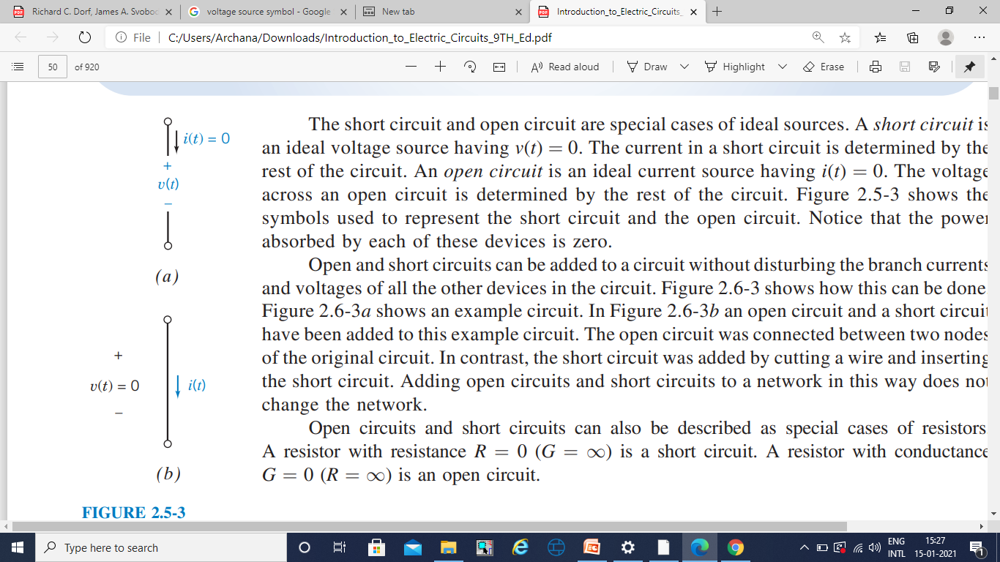 Richard C. Dorf, James A. Svobo
voltage source symbol - Google
New tab
Introduction_to_Electric_Circuits_
File
C:/Users/Archana/Downloads/Introduction_to_Electric_Circuits_9TH_Ed.pdf
50 of 920
Read aloud
Draw
Highlight
Erase
i(t) = 0
+
v(t)
−
(a)
+
v(t) = 0
i(t)
−
(b)
FIGURE 2.5-3
The short circuit and open circuit are special cases of ideal sources. A short circuit is
an ideal voltage source having v(t) = 0. The current in a short circuit is determined by the
rest of the circuit. An open circuit is an ideal current source having i(t) = 0. The voltage
across an open circuit is determined by the rest of the circuit. Figure 2.5-3 shows the
symbols used to represent the short circuit and the open circuit. Notice that the power
absorbed by each of these devices is zero.
Open and short circuits can be added to a circuit without disturbing the branch currents
and voltages of all the other devices in the circuit. Figure 2.6-3 shows how this can be done.
Figure 2.6-3a shows an example circuit. In Figure 2.6-3b an open circuit and a short circuit
have been added to this example circuit. The open circuit was connected between two nodes
of the original circuit. In contrast, the short circuit was added by cutting a wire and inserting
the short circuit. Adding open circuits and short circuits to a network in this way does not
change the network.
Open circuits and short circuits can also be described as special cases of resistors.
A resistor with resistance R = 0 (G = ∞) is a short circuit. A resistor with conductance
G = 0 (R = ∞) is an open circuit.
Type here to search
ENG
INTL
15:27
15-01-2021
1